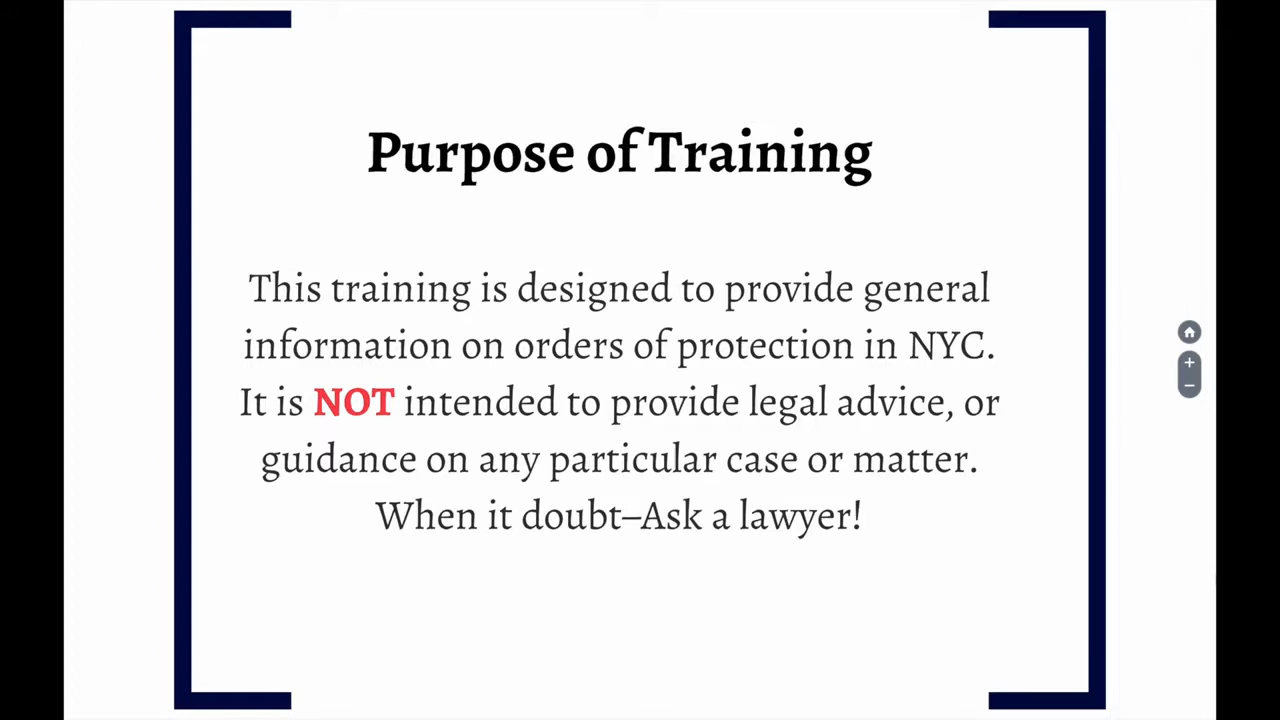 Purpose of Training
This training is designed to provide general
information on orders of protection in NYC.
It is NOT intended to provide legal advice, or
guidance on any particular case or matter.
When it doubt–Ask a lawyer!